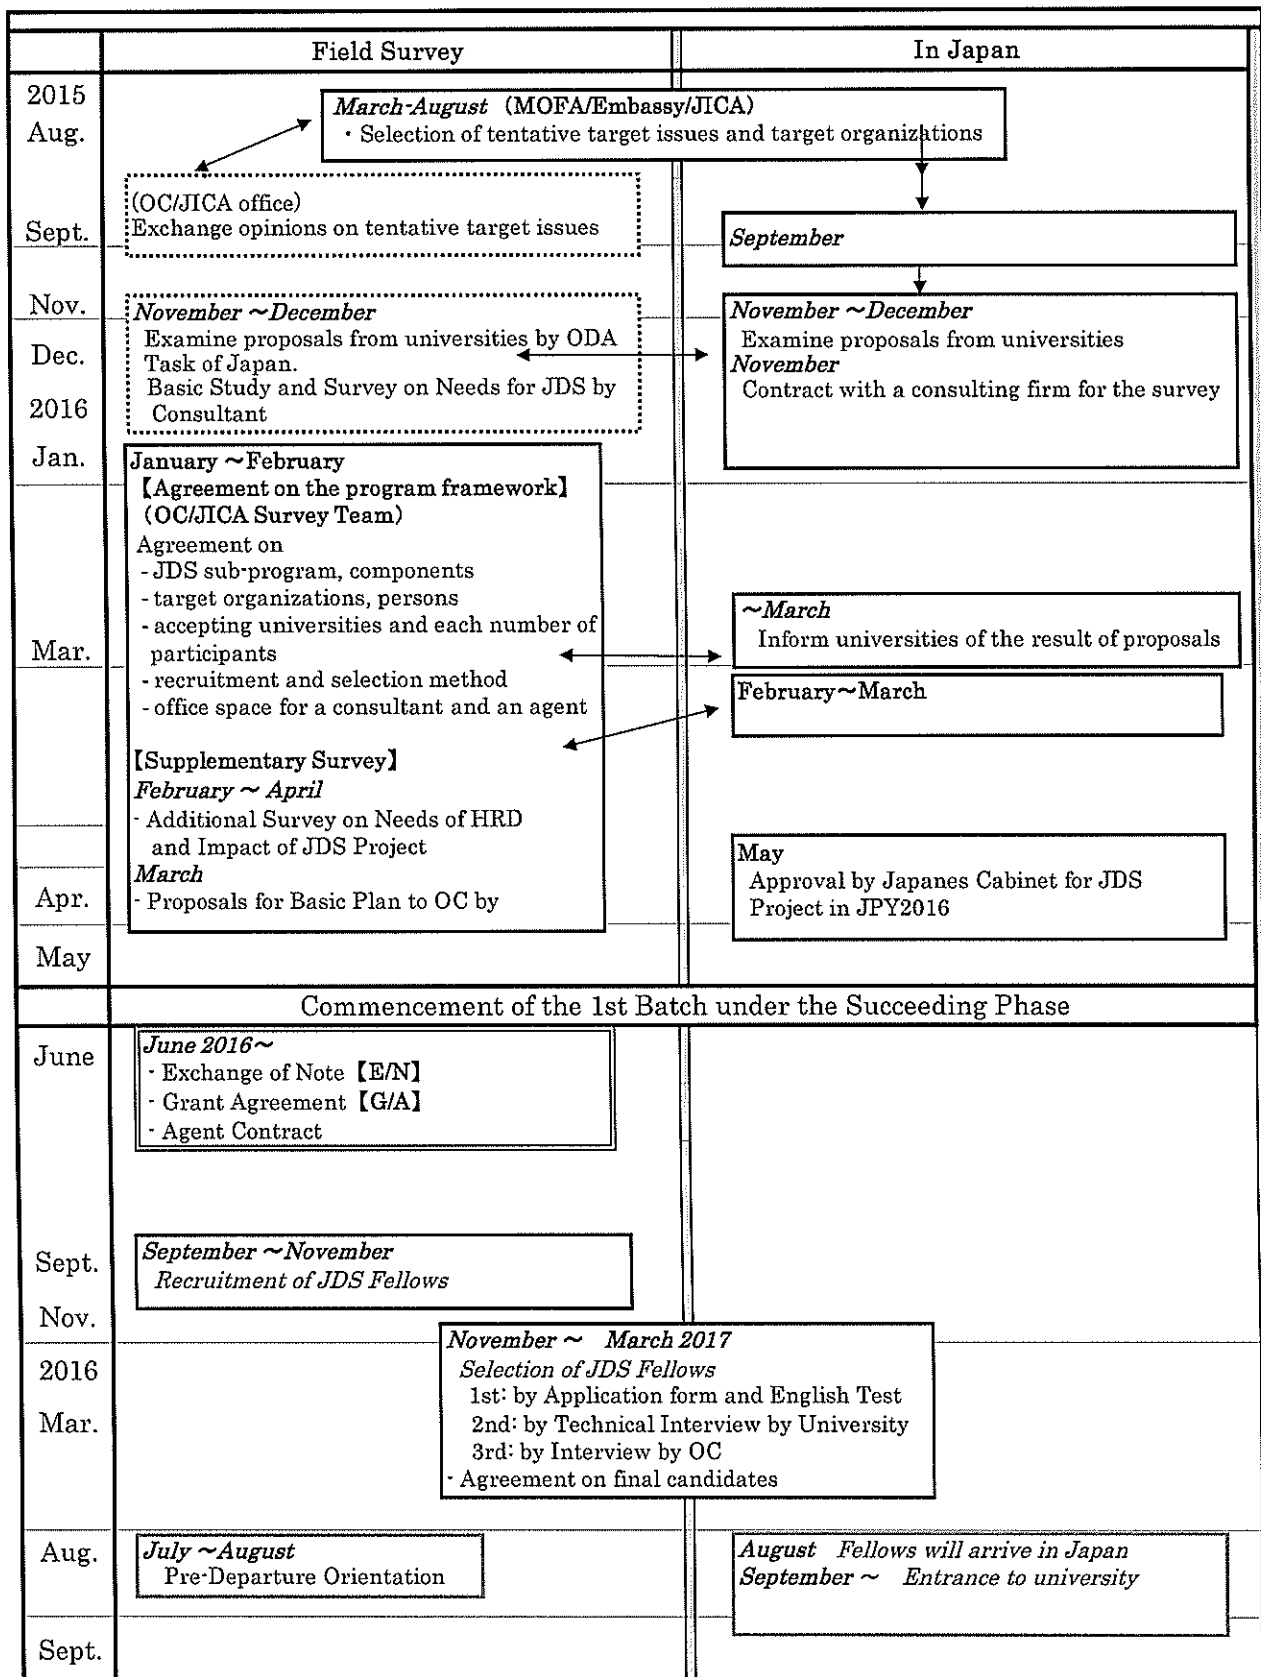 Field Survey
In Japan
2015
Aug.
March-August (MOFA/Embassy/JICA)
・Selection of tentative target issues and target organizations
(OC/JICA office)
Exchange opinions on tentative target issues
Sept.
September
Nov.
November ～December
Examine proposals from universities by ODA
Task of Japan.
Basic Study and Survey on Needs for JDS by
Consultant
November ～December
Examine proposals from universities
November
Contract with a consulting firm for the survey
Dec.
2016
Jan.
January ～February
【Agreement on the program framework】
(OC/JICA Survey Team)
Agreement on
- JDS sub-program, components
- target organizations, persons
- accepting universities and each number of
participants
- recruitment and selection method
- office space for a consultant and an agent
【Supplementary Survey】
February ～ April
- Additional Survey on Needs of HRD
and Impact of JDS Project
March
- Proposals for Basic Plan to OC by
～March
Inform universities of the result of proposals
Mar.
February～March
May
Approval by Japanes Cabinet for JDS
Project in JPY2016
Apr.
May
Commencement of the 1st Batch under the Succeeding Phase
June
June 2016～
・Exchange of Note【E/N】
・Grant Agreement【G/A】
・Agent Contract
Sept.
September ～November
Recruitment of JDS Fellows
Nov.
November ～ March 2017
Selection of JDS Fellows
1st: by Application form and English Test
2nd: by Technical Interview by University
3rd: by Interview by OC
・Agreement on final candidates
2016
Mar.
Aug.
July ～August
Pre-Departure Orientation
August Fellows will arrive in Japan
September ～ Entrance to university
Sept.